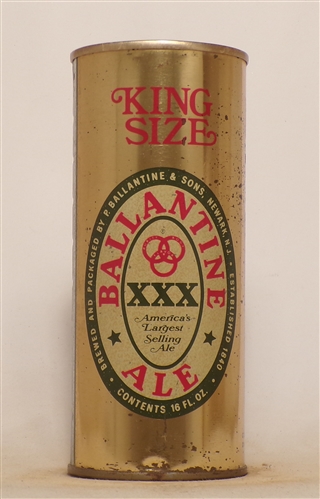 KING
SIZE
BREWED AND PACKAGED BY P. BALLANTINE & SONS, NEWARK, N.J. • ESTABLISHED 1840 •
BALLANTINE
XXX
America's
Largest
Selling
Ale
ALE
CONTENTS 16 FL. OZ.